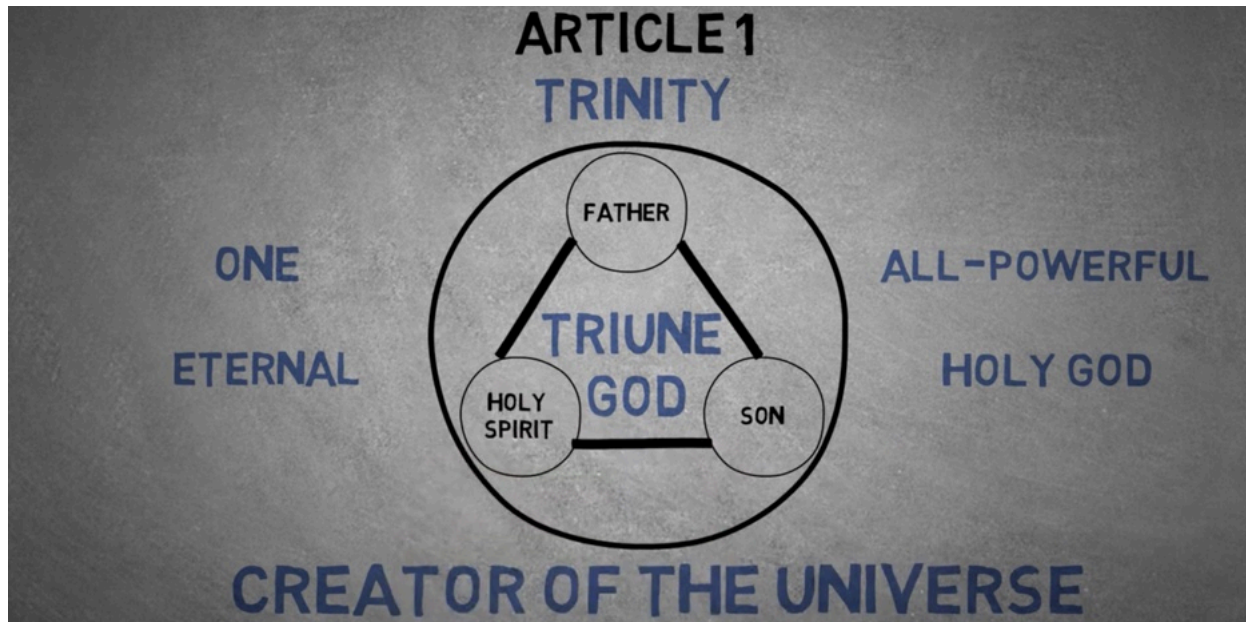 ARTICLE 1
TRINITY
FATHER
ONE
ALL-POWERFUL
TRIUNE
GOD
ETERNAL
HOLY GOD
HOLY
SPIRIT
SON
CREATOR OF THE UNIVERSE